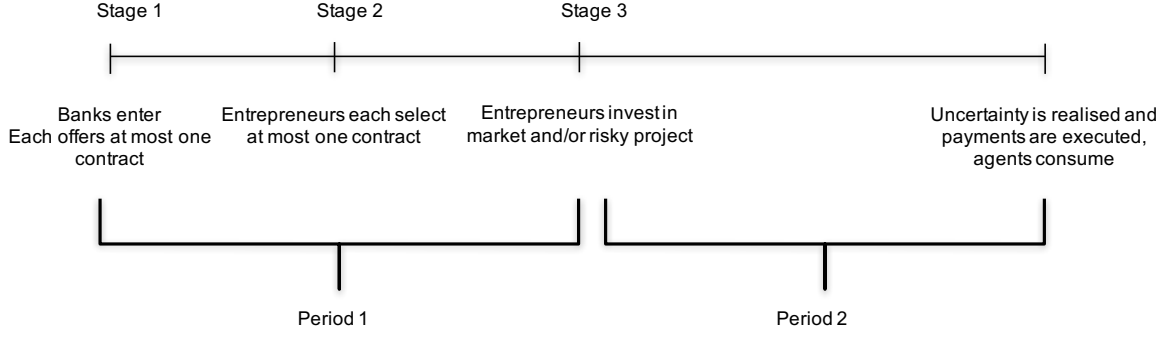 Stage 1
Stage 2
Stage 3
Banks enter
Each offers at most one
contract
Entrepreneurs each select
at most one contract
Entrepreneurs invest in
market and/or risky project
Uncertainty is realised and
payments are executed,
agents consume
Period 1
Period 2